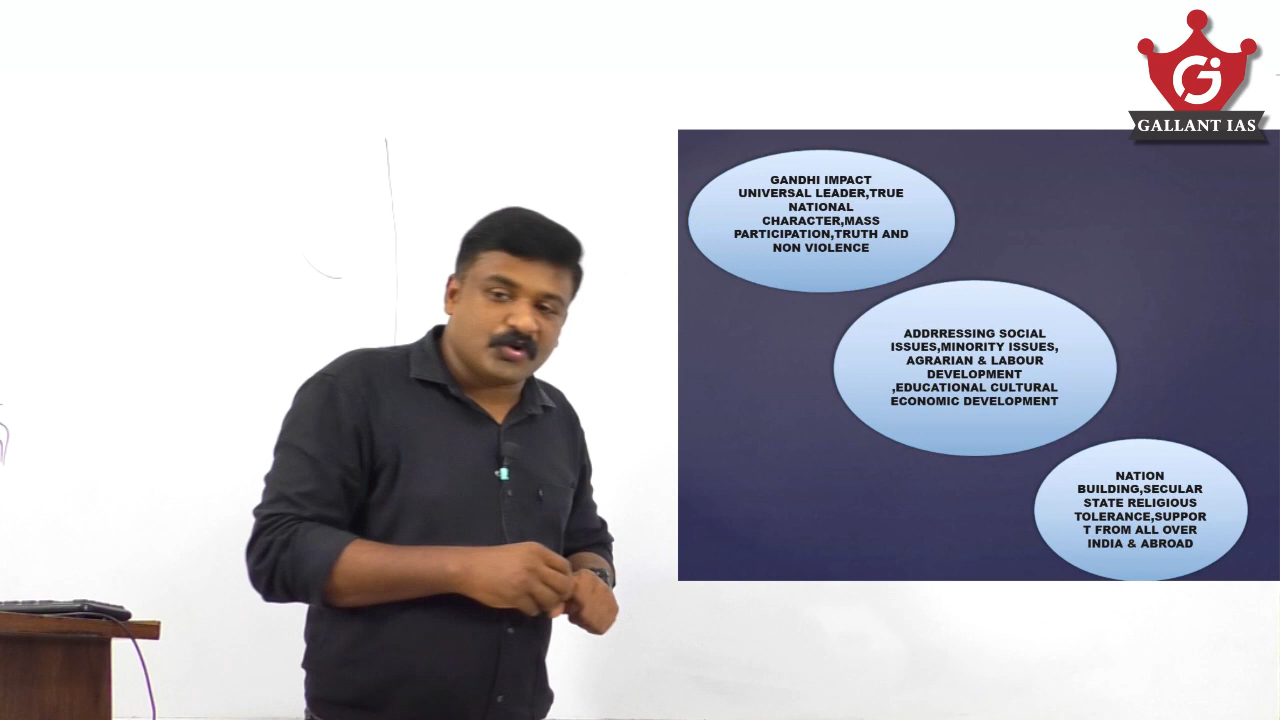 GALLANT IAS
GANDHI IMPACT
UNIVERSAL LEADER,TRUE
NATIONAL
CHARACTER,MASS
PARTICIPATION,TRUTH AND
NON VIOLENCE
ADDRRESSING SOCIAL
ISSUES,MINORITY ISSUES,
AGRARIAN & LABOUR
DEVELOPMENT
,EDUCATIONAL CULTURAL
ECONOMIC DEVELOPMENT
NATION
BUILDING,SECULAR
STATE RELIGIOUS
TOLERANCE,SUPPOR
T FROM ALL OVER
INDIA & ABROAD